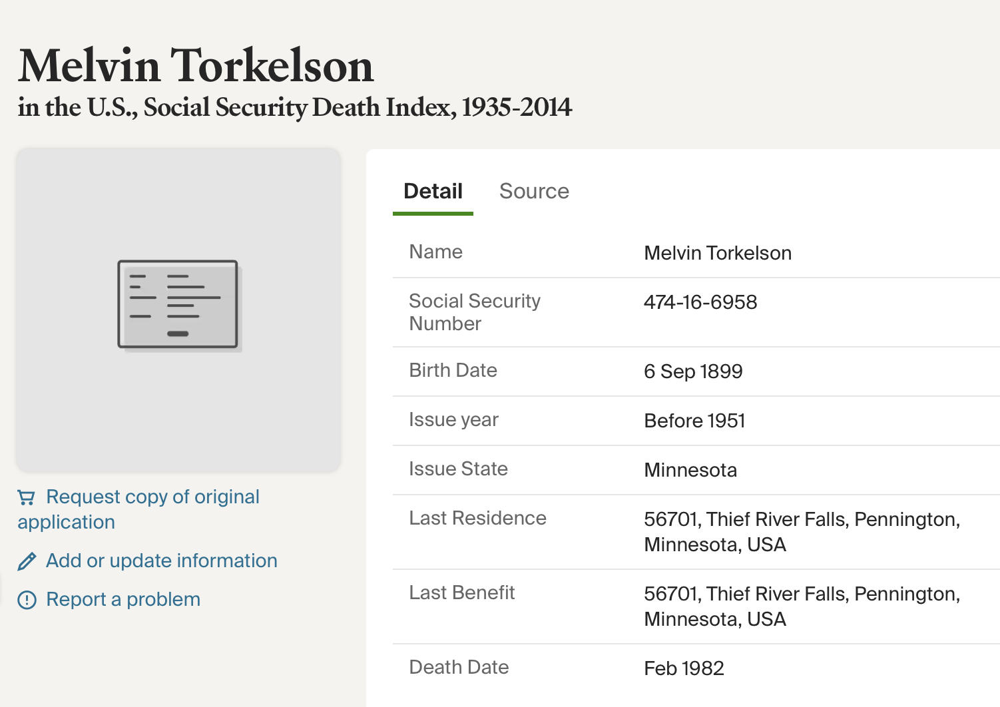 Melvin Torkelson
in the U.S., Social Security Death Index, 1935-2014
Detail Source
Name Melvin Torkelson
Social Security 474-16-6958
Number
Birth Date 6 Sep 1899
Issue year Before 1951
Issue State Minnesota
Last Residence 56701, Thief River Falls, Pennington,
Minnesota, USA
Last Benefit 56701, Thief River Falls, Pennington,
Minnesota, USA
Death Date Feb 1982
Request copy of original
application
Add or update information
Report a problem